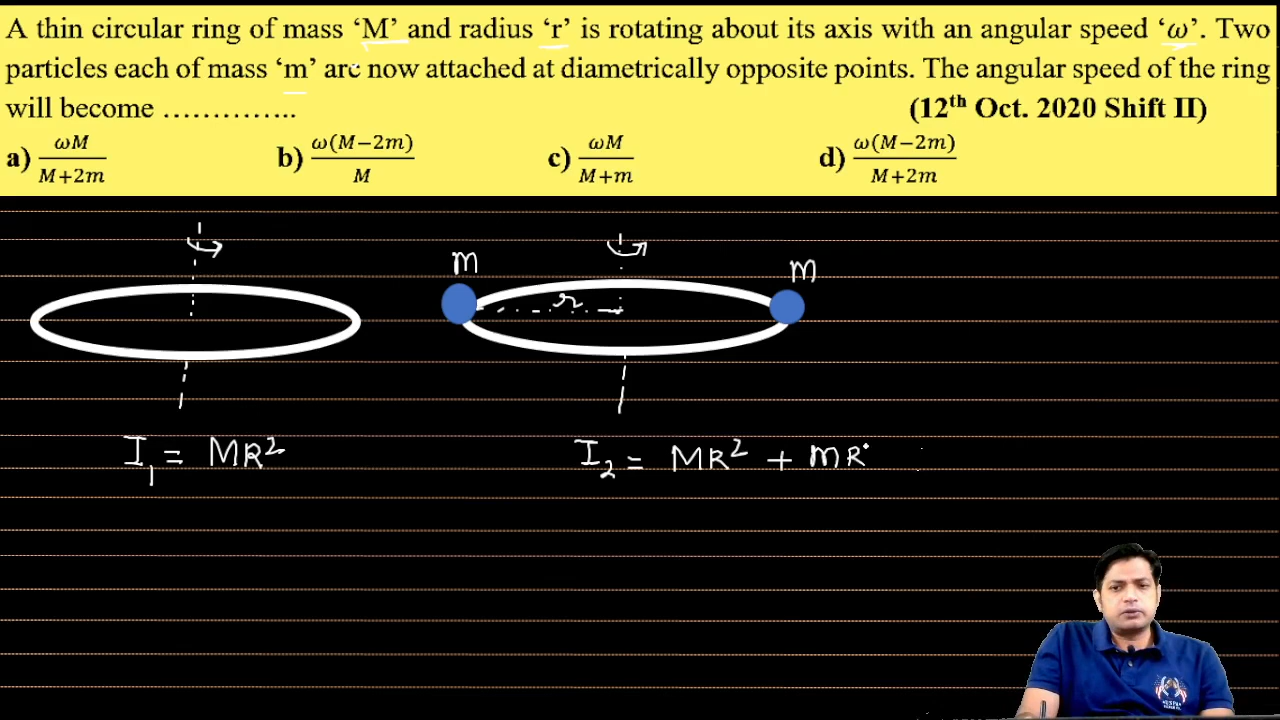 A thin circular ring of mass ‘M’ and radius ‘r’ is rotating about its axis with an angular speed ‘ω’. Two
particles each of mass ‘m’ are now attached at diametrically opposite points. The angular speed of the ring
will become ………….. (12th Oct. 2020 Shift II)
a) ωM/M+2m b) ω(M−2m)/M c) ωM/M+m d) ω(M−2m)/M+2m
m m
r
I₁ = MR² I₂ = MR² + mR